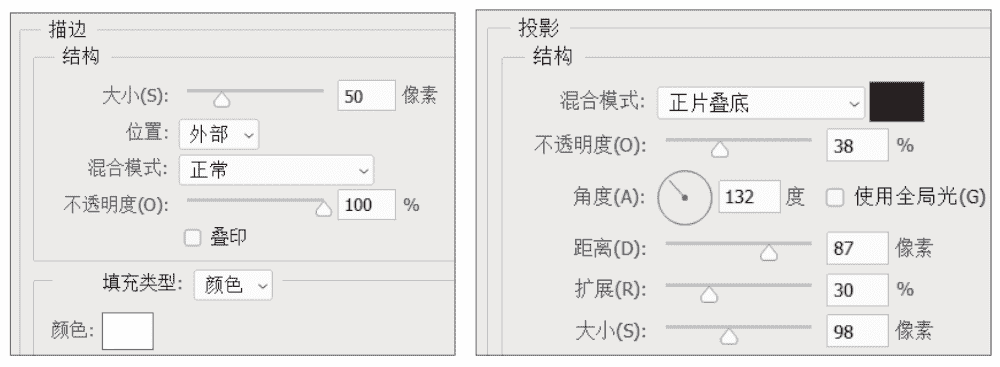 描边
结构
大小(S): 50 像素
位置: 外部
混合模式: 正常
不透明度(O): 100 %
叠印
填充类型: 颜色
颜色:
投影
结构
混合模式: 正片叠底
不透明度(O): 38 %
角度(A): 132 度 使用全局光(G)
距离(D): 87 像素
扩展(R): 30 %
大小(S): 98 像素